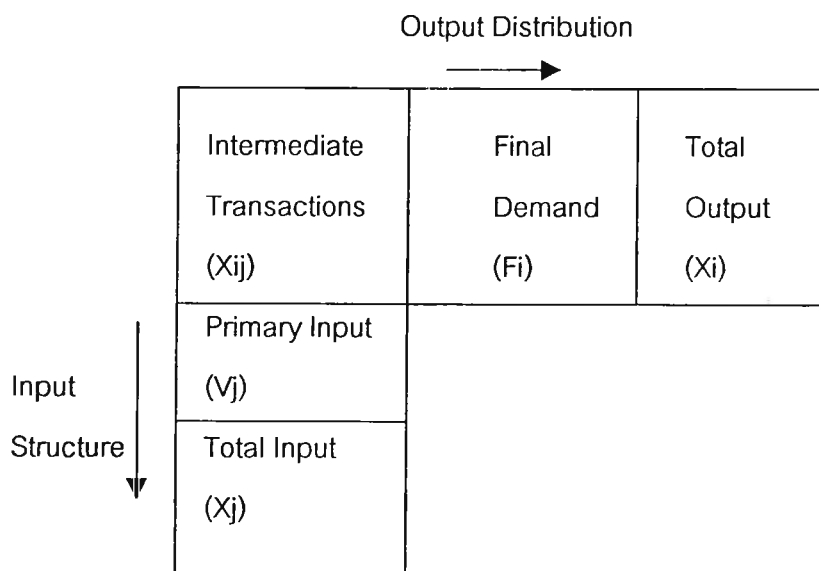 Output Distribution
Intermediate
Transactions
(Xij)
Final
Demand
(Fi)
Total
Output
(Xi)
Primary Input
(Vj)
Input
Structure
Total Input
(Xj)